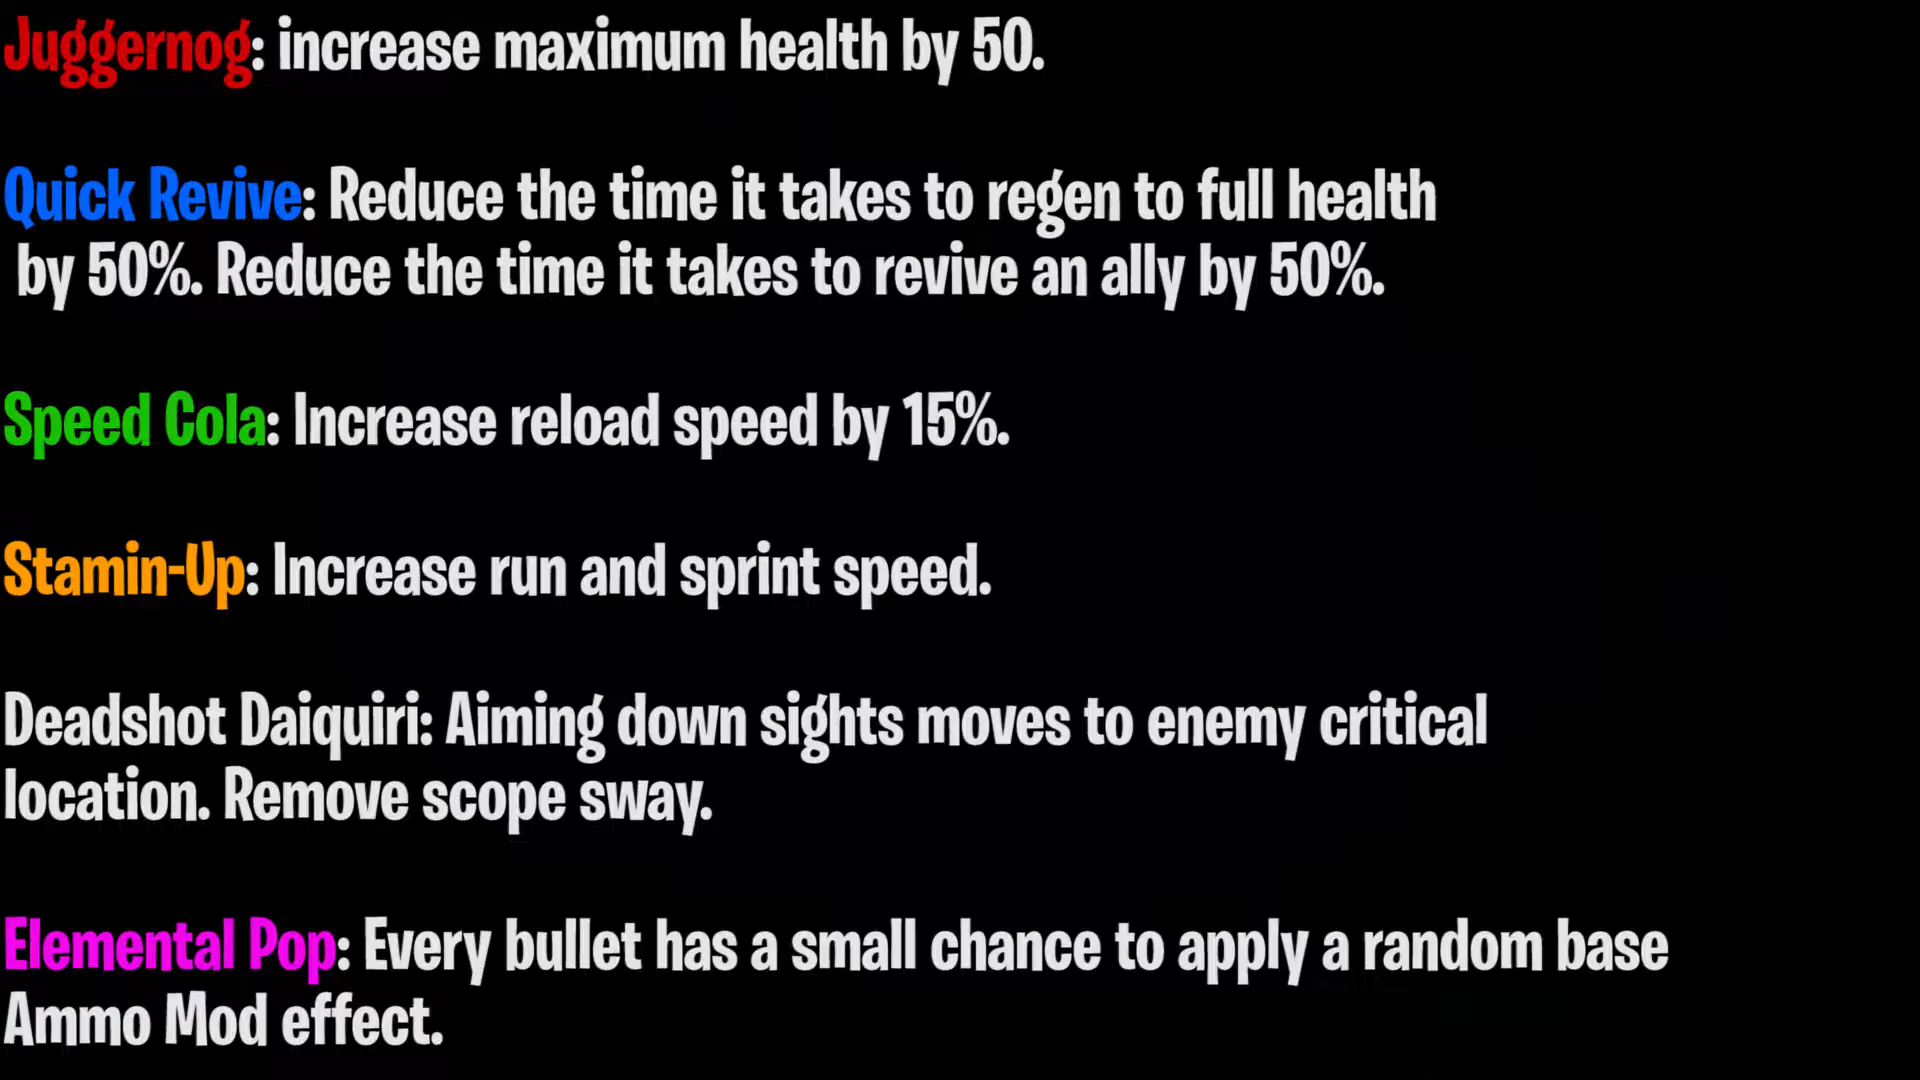 Juggernog: increase maximum health by 50.
Quick Revive: Reduce the time it takes to regen to full health
by 50%. Reduce the time it takes to revive an ally by 50%.
Speed Cola: Increase reload speed by 15%.
Stamin-Up: Increase run and sprint speed.
Deadshot Daiquiri: Aiming down sights moves to enemy critical
location. Remove scope sway.
Elemental Pop: Every bullet has a small chance to apply a random base
Ammo Mod effect.